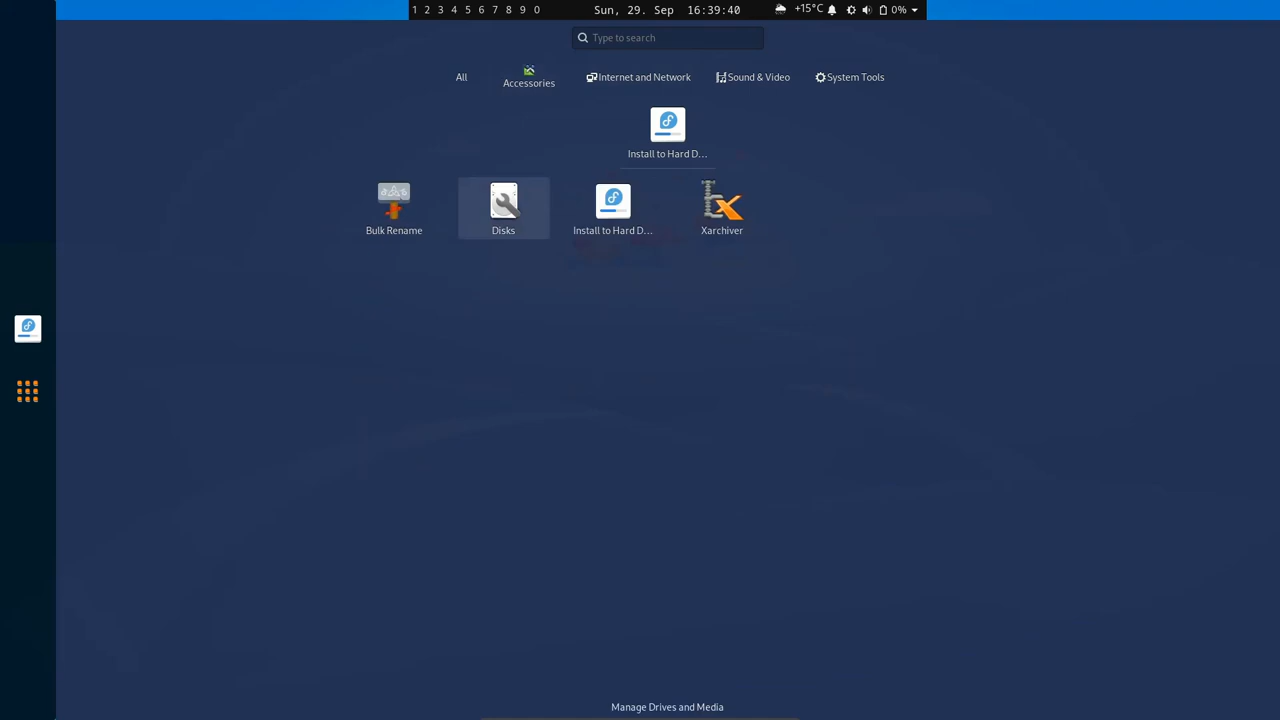 1 2 3 4 5 6 7 8 9 0 Sun, 29. Sep 16:39:40 +15°C 0%
Type to search
All Accessories Internet and Network Sound & Video System Tools
Install to Hard D...
Bulk Rename Disks Install to Hard D... Xarchiver
Manage Drives and Media